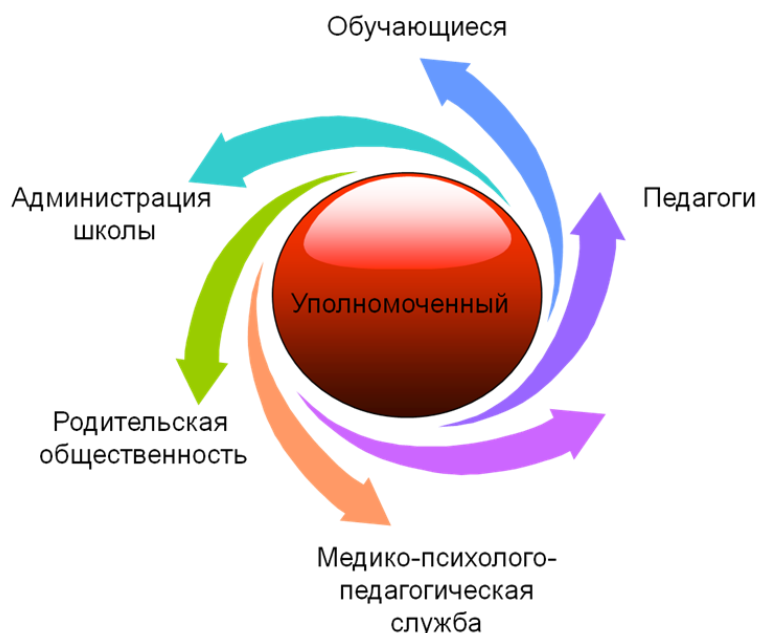 Обучающиеся
Администрация
школы
Педагоги
Уполномоченный
Родительская
общественность
Медико-психолого-
педагогическая
служба